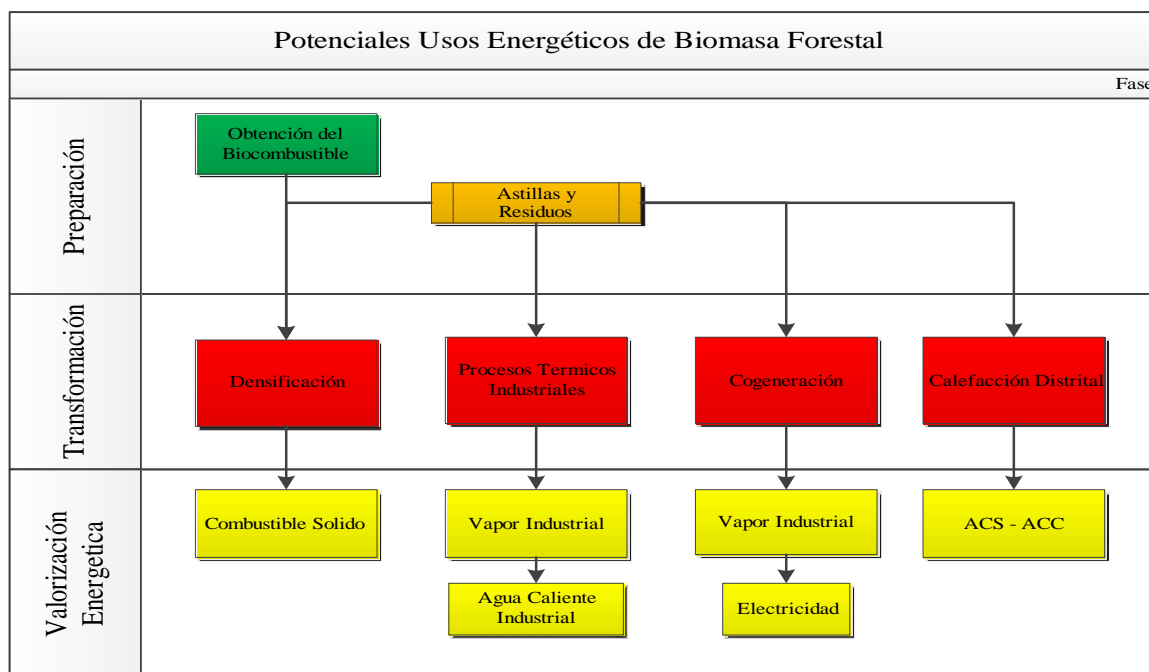 Potenciales Usos Energéticos de Biomasa Forestal
Fase
Preparación
Obtención del
Biocombustible
Astillas y
Residuos
Transformación
Densificación
Procesos Termicos
Industriales
Cogeneración
Calefacción Distrital
Valorización
Energetica
Combustible Solido
Vapor Industrial
Vapor Industrial
ACS - ACC
Agua Caliente
Industrial
Electricidad